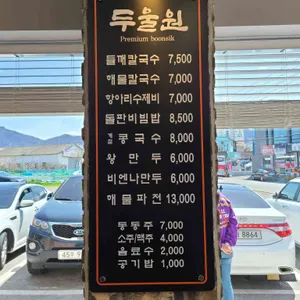 두울원
Premium boonsik
들깨칼국수 7,500
해물칼국수 7,000
항아리수제비 7,000
돌판비빔밥 8,500
콩국수 8,000
왕만두 6,000
비엔나만두 6,000
해물파전 13,000
동동주 7,000
소주/맥주 4,000
음료수 2,000
공기밥 1,000